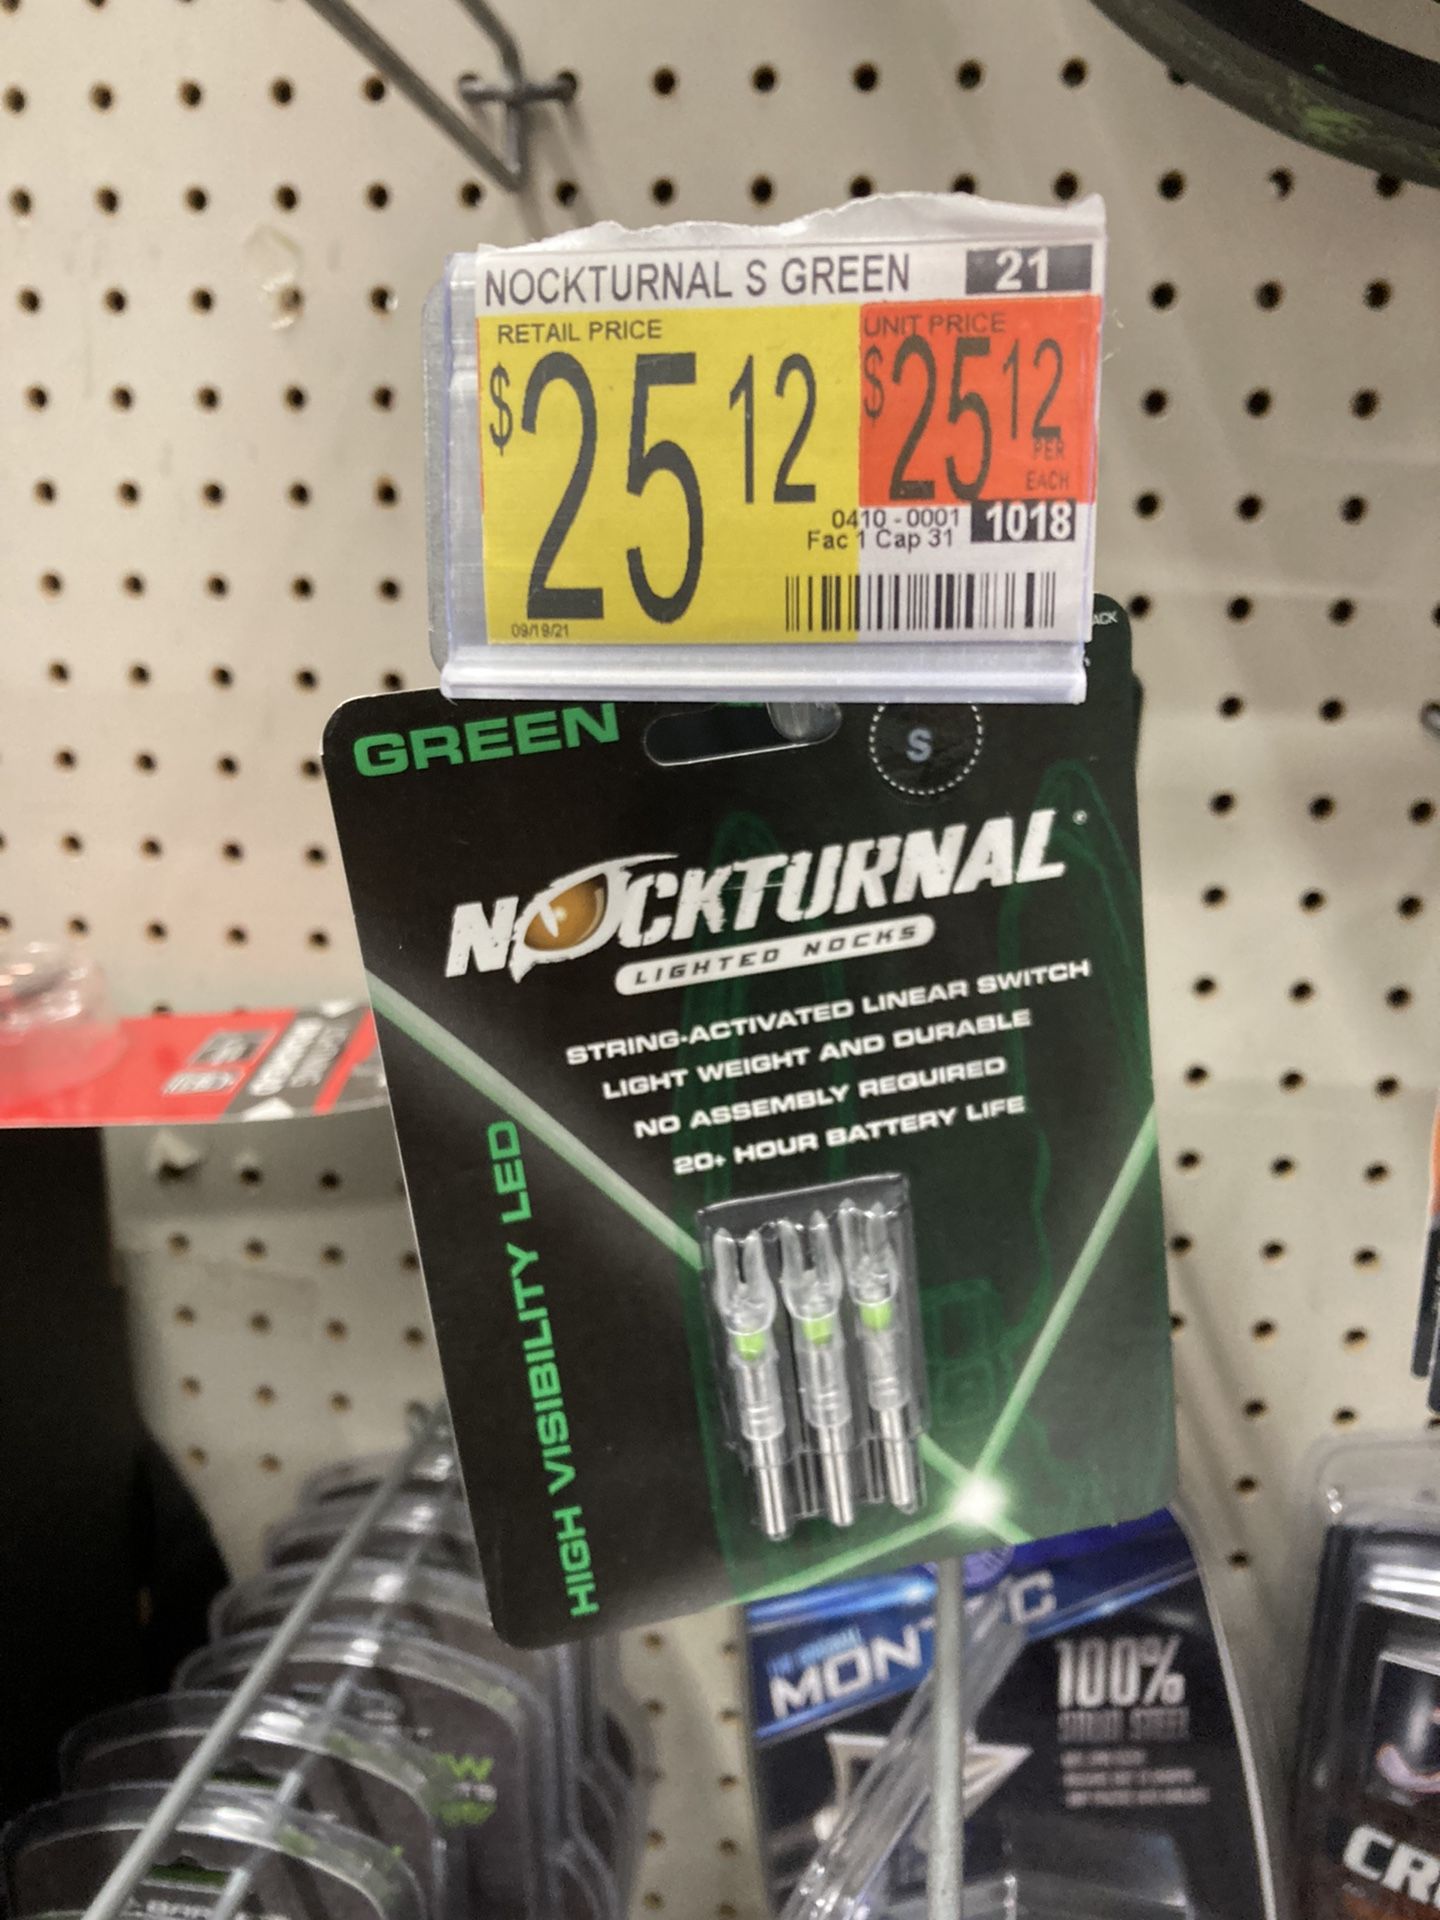 NOCKTURNAL S GREEN 21
RETAIL PRICE
$25 12
UNIT PRICE
$25 12
PER
EACH
0410-0001 1018
Fac 1 Cap 31
09/19/21
ACK
GREEN
S
NOCKTURNAL®
LIGHTED NOCKS
STRING-ACTIVATED LINEAR SWITCH
LIGHT WEIGHT AND DURABLE
NO ASSEMBLY REQUIRED
20+ HOUR BATTERY LIFE
HIGH VISIBILITY LED
MON C
100%
CR